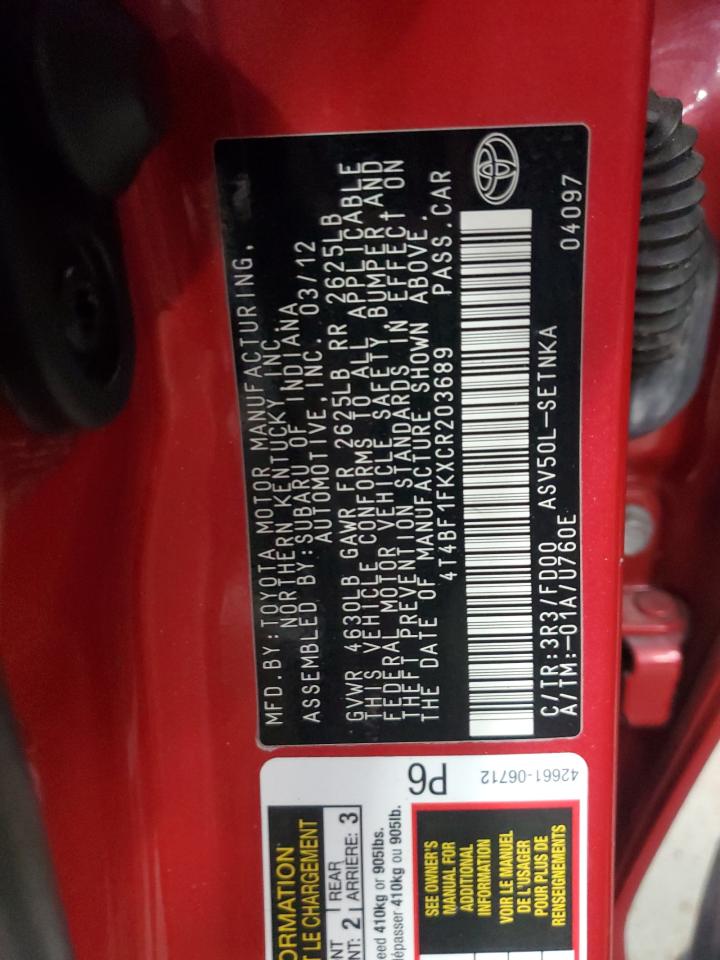 MFD.BY:TOYOTA MOTOR MANUFACTURING,
NORTHERN KENTUCKY INC.
ASSEMBLED BY:SUBARU OF INDIANA
AUTOMOTIVE INC. 03/12
GVWR 4630LB GAWR FR 2625LB RR 2625LB
THIS VEHICLE CONFORMS TO ALL APPLICABLE
FEDERAL MOTOR VEHICLE SAFETY, BUMPER AND
THEFT PREVENTION STANDARDS IN EFFECT ON
THE DATE OF MANUFACTURE SHOWN ABOVE.
4T4BF1FKXCR203689 PASS.CAR
C/TR:3R3/FD00 ASV50L-SETNKA
A/TM:-01A/U760E 04097
P6
42661-06712
ORMATION
T LE CHARGEMENT
NT 2 REAR 3
NT: ARRIÈRE:
eed 410kg or 905lbs.
dépasser 410kg ou 905lb.
SEE OWNER'S
MANUAL FOR
ADDITIONAL
INFORMATION
VOIR LE MANUEL
DE L'USAGER
POUR PLUS DE
RENSEIGNEMENTS